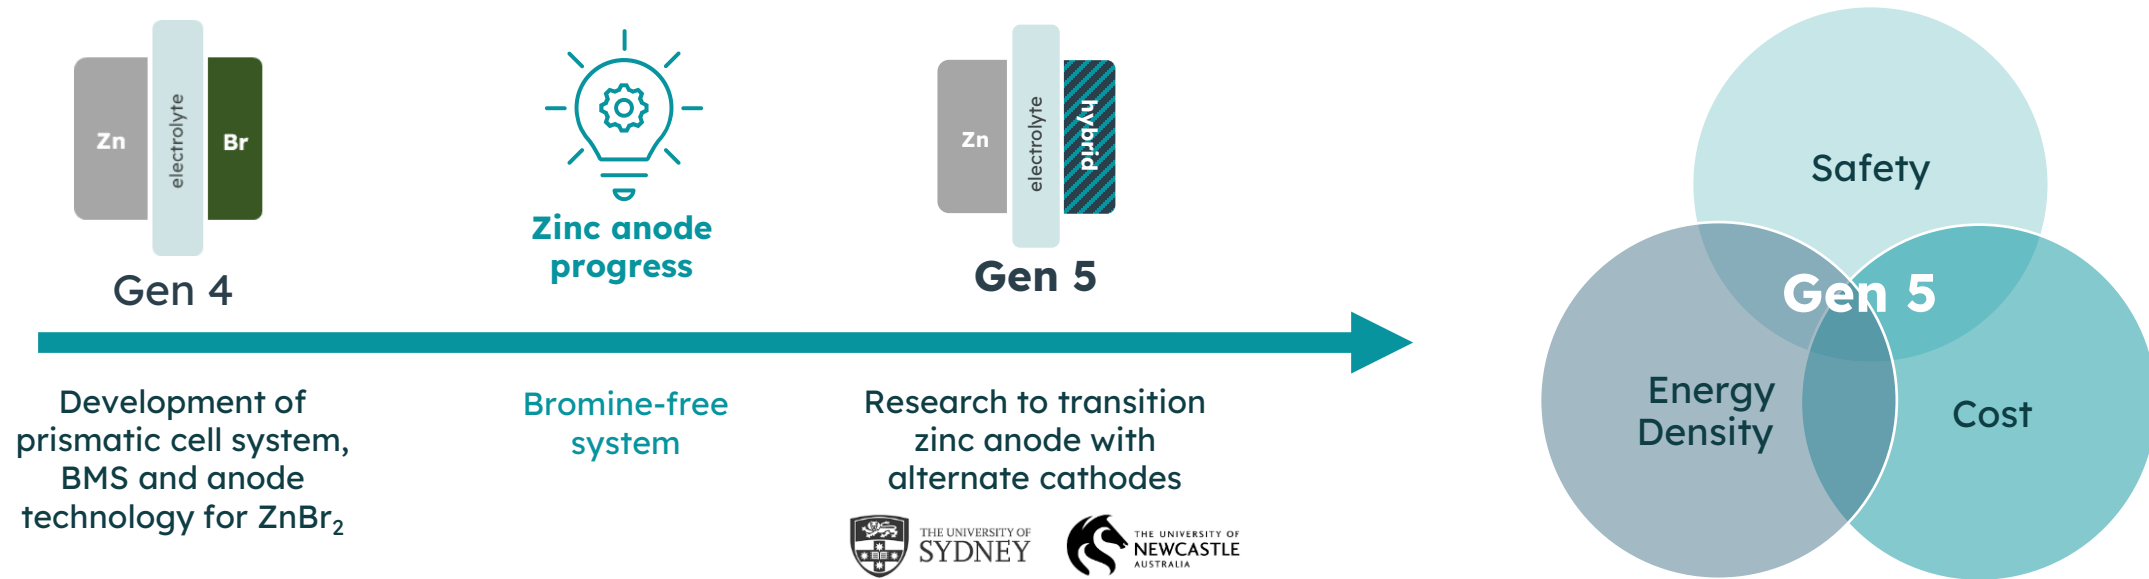 Zn
electrolyte
Br
Gen 4
Development of
prismatic cell system,
BMS and anode
technology for ZnBr₂
Zinc anode
progress
Bromine-free
system
Zn
electrolyte
hybrid
Gen 5
Research to transition
zinc anode with
alternate cathodes
THE UNIVERSITY OF
SYDNEY
THE UNIVERSITY OF
NEWCASTLE
AUSTRALIA
Safety
Gen 5
Energy
Density
Cost